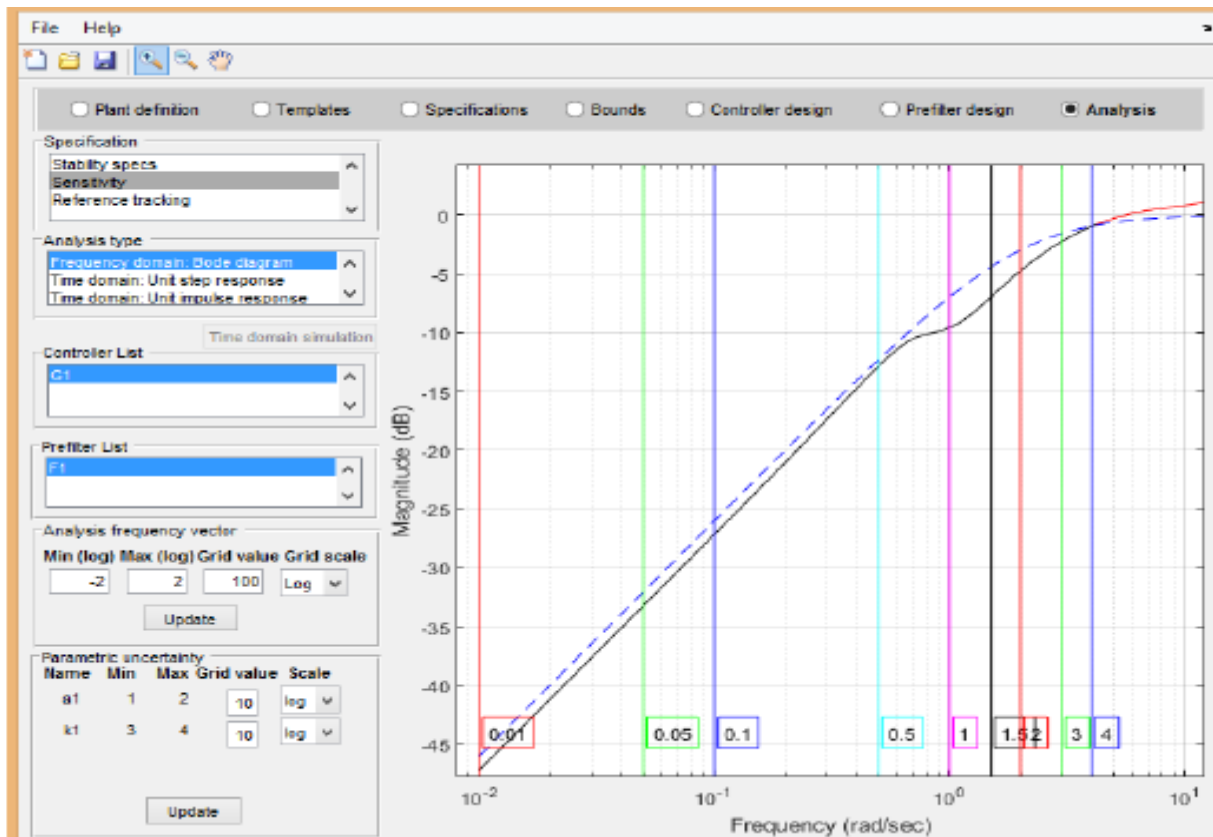 File Help
Plant definition Templates Specifications Bounds Controller design Prefilter design Analysis
Specification
Stability specs
Sensitivity
Reference tracking
Analysis type
Frequency domain: Bode diagram
Time domain: Unit step response
Time domain: Unit impulse response
Time domain simulation
Controller List
G1
Prefilter List
F1
Analysis frequency vector
Min (log) Max (log) Grid value Grid scale
-2 2 100 Log
Update
Parametric uncertainty
Name Min Max Grid value Scale
a1 1 2 10 log
k1 3 4 10 log
Update
Magnitude (dB)
0
-5
-10
-15
-20
-25
-30
-35
-40
-45
0.01 0.05 0.1 0.5 1 1.5 2 3 4
10⁻² 10⁻¹ 10⁰ 10¹
Frequency (rad/sec)